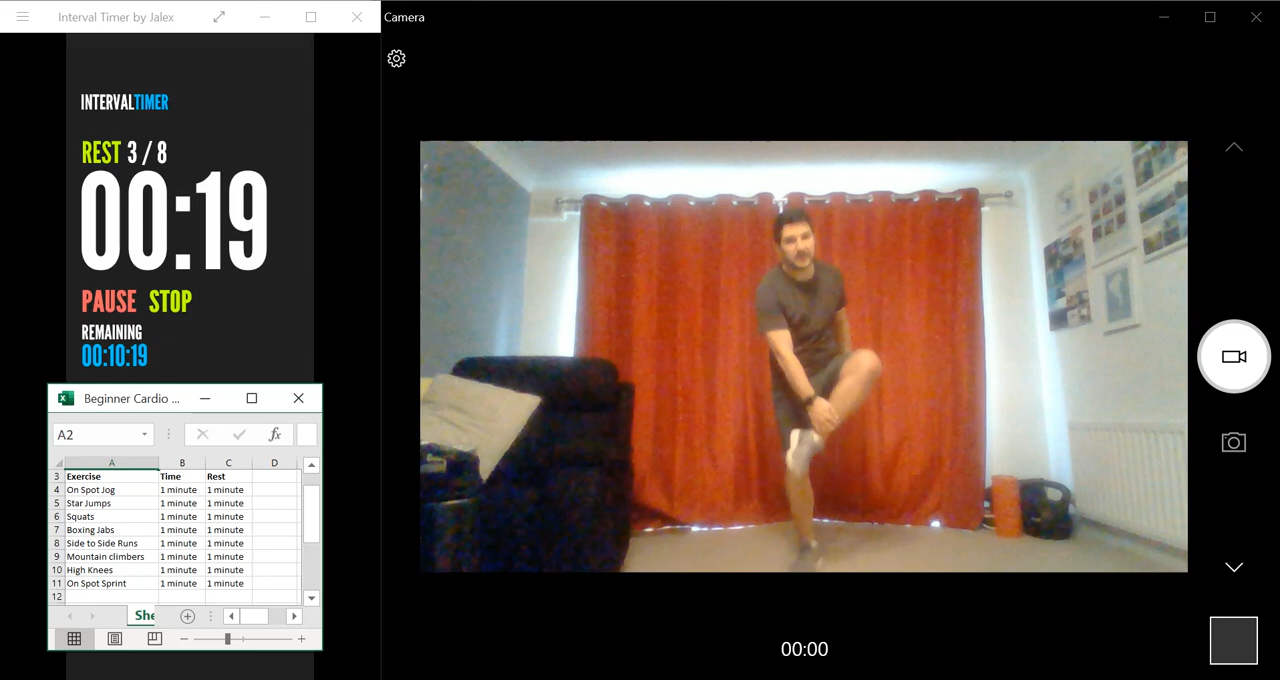 Interval Timer by Jalex
Camera
INTERVALTIMER
REST 3 / 8
00:19
PAUSE STOP
REMAINING
00:10:19
Beginner Cardio ...
A2 fx
A B C D
3 Exercise Time Rest
4 On Spot Jog 1 minute 1 minute
5 Star Jumps 1 minute 1 minute
6 Squats 1 minute 1 minute
7 Boxing Jabs 1 minute 1 minute
8 Side to Side Runs 1 minute 1 minute
9 Mountain climbers 1 minute 1 minute
10 High Knees 1 minute 1 minute
11 On Spot Sprint 1 minute 1 minute
12
She
00:00